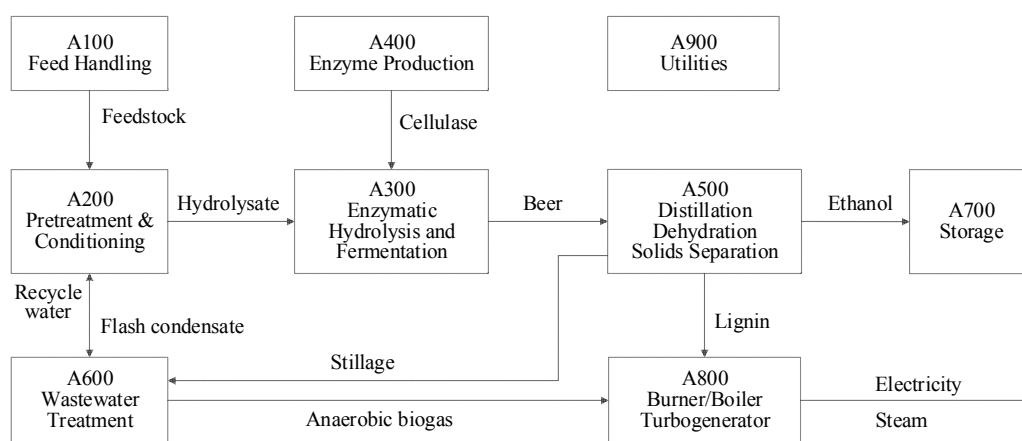 A100
Feed Handling
A400
Enzyme Production
A900
Utilities
Feedstock
Cellulase
A200
Pretreatment &
Conditioning
Hydrolysate
A300
Enzymatic
Hydrolysis and
Fermentation
Beer
A500
Distillation
Dehydration
Solids Separation
Ethanol
A700
Storage
Recycle
water
Flash condensate
Lignin
Stillage
A600
Wastewater
Treatment
Anaerobic biogas
A800
Burner/Boiler
Turbogenerator
Electricity
Steam